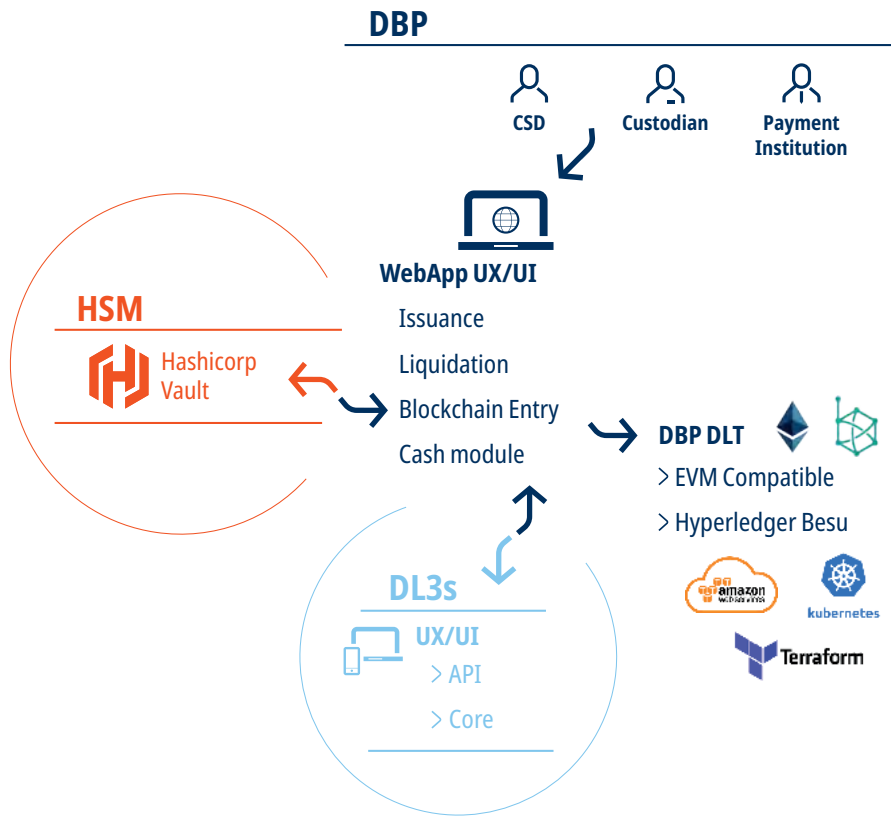 DBP
CSD
Custodian
Payment
Institution
WebApp UX/UI
Issuance
Liquidation
Blockchain Entry
Cash module
HSM
Hashicorp
Vault
DBP DLT
> EVM Compatible
> Hyperledger Besu
amazon
webservices
kubernetes
Terraform
DL3s
UX/UI
> API
> Core